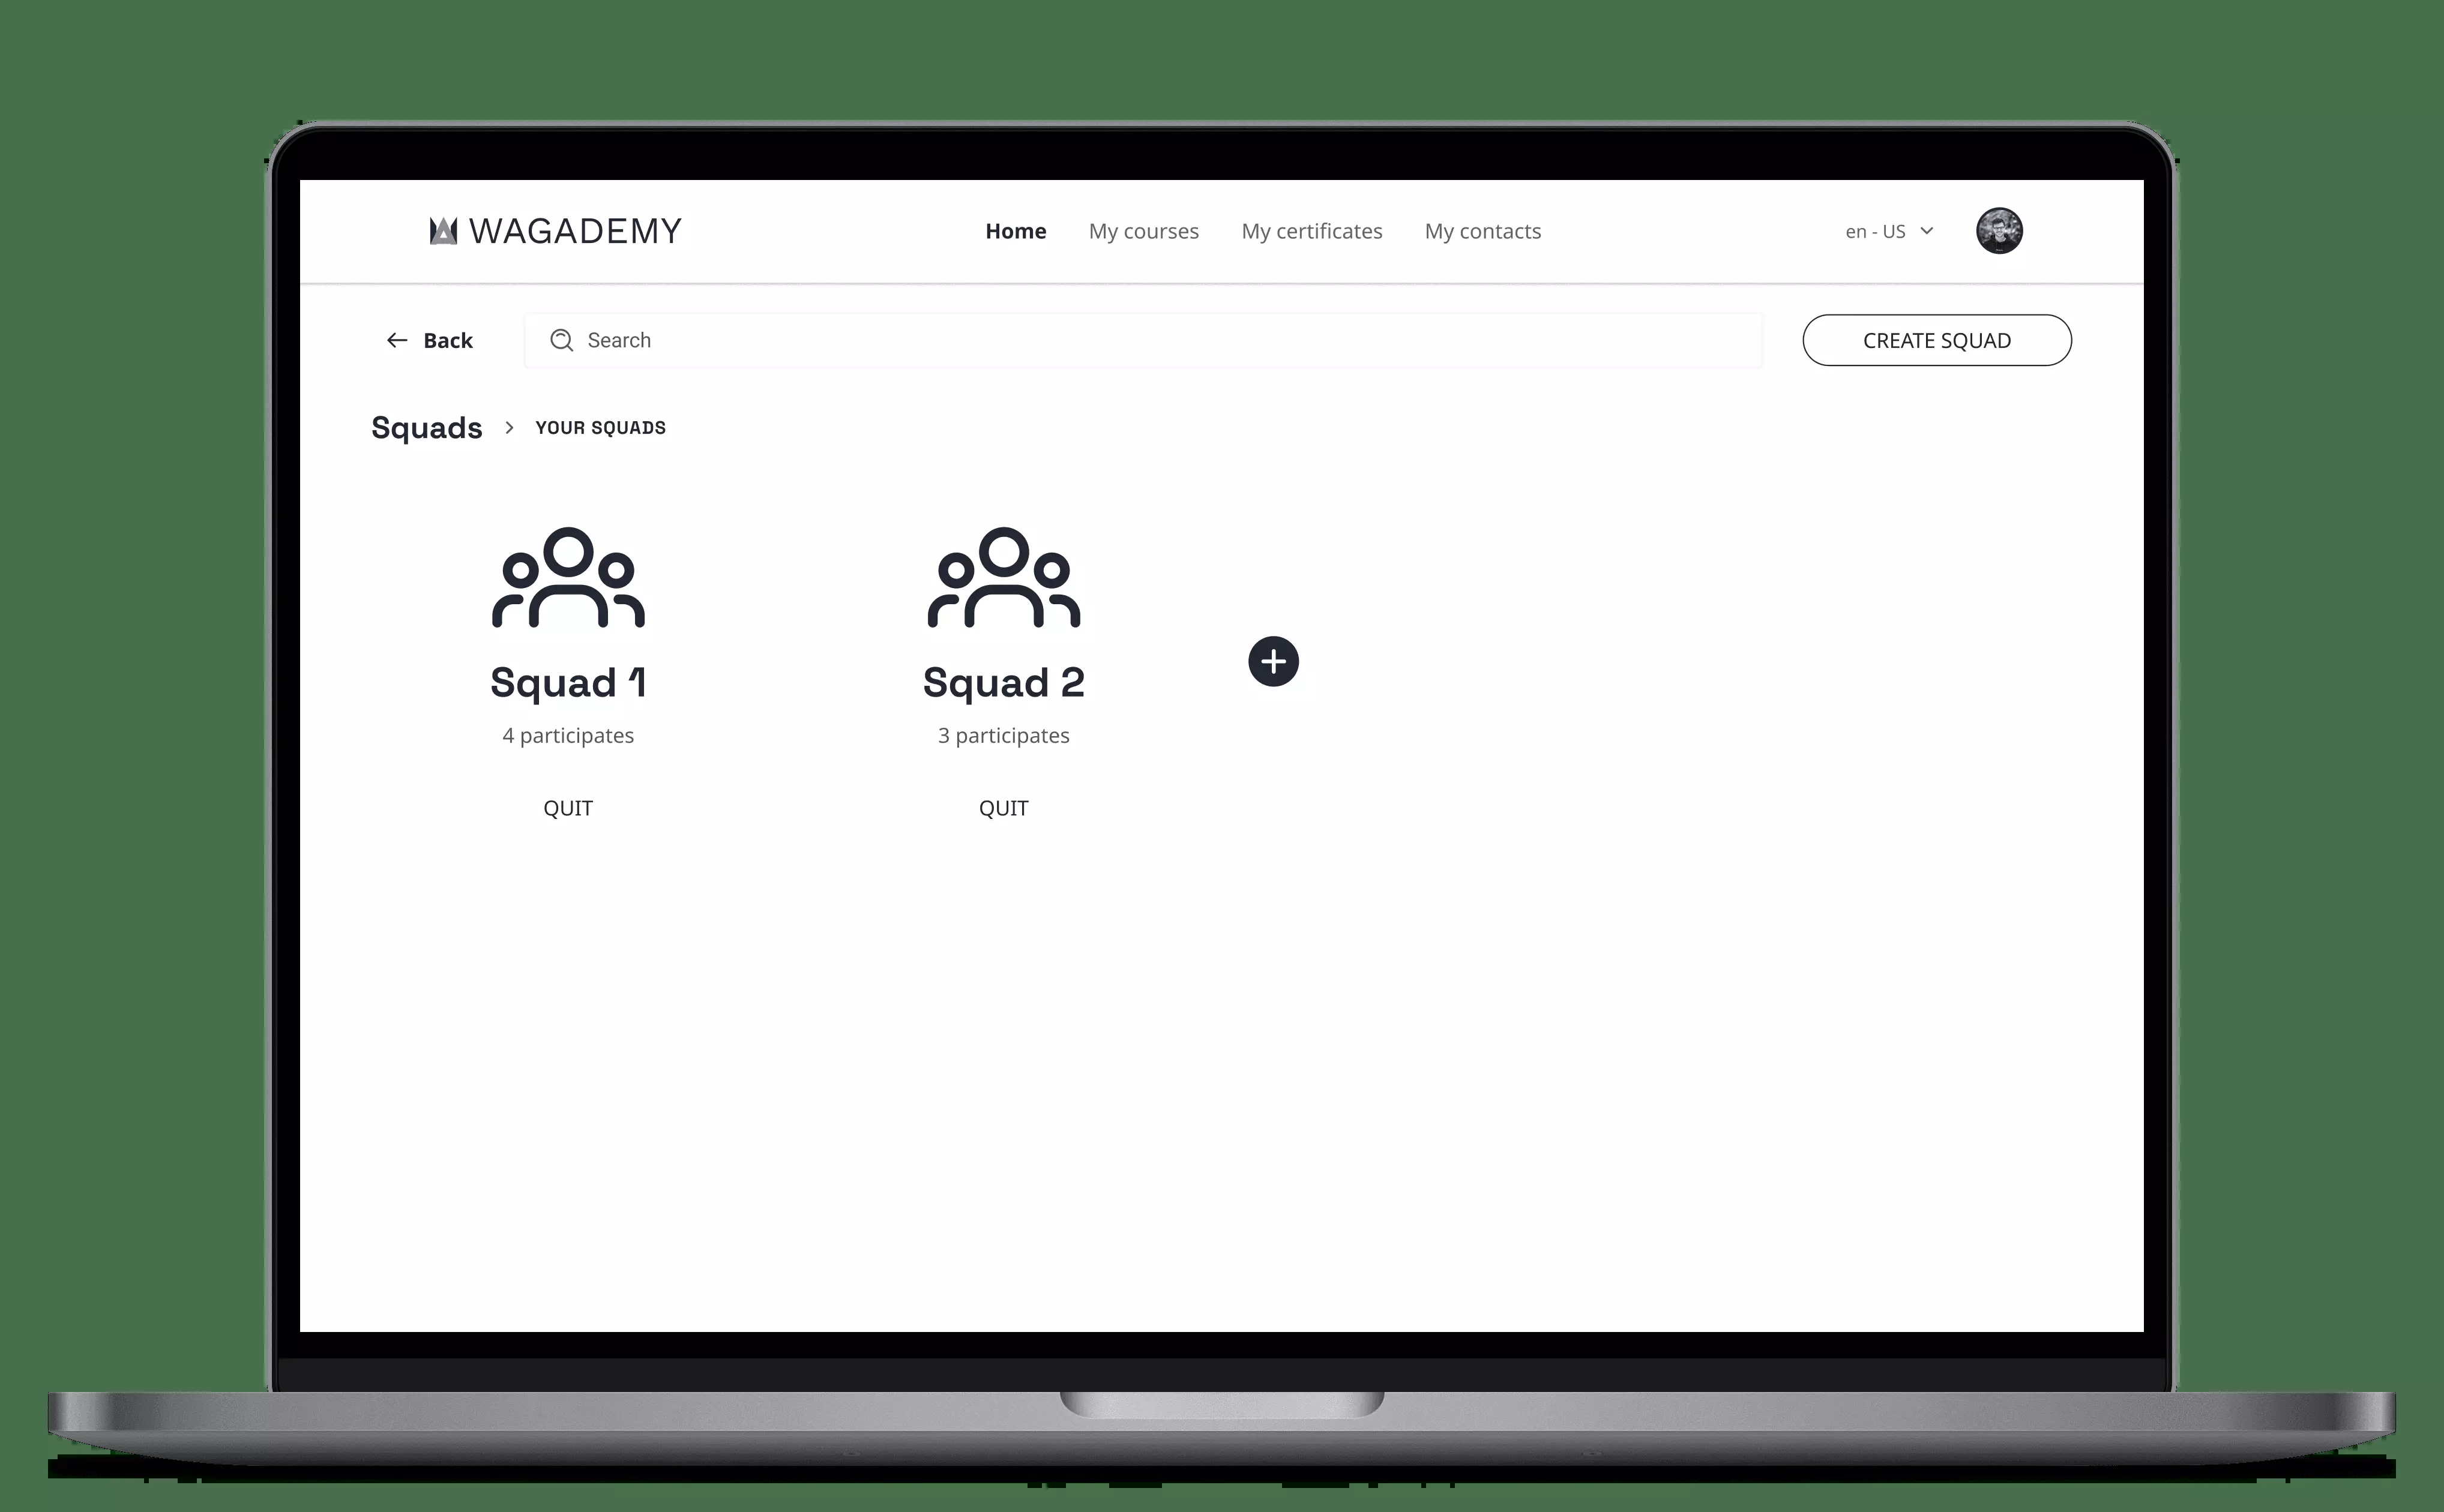 WAGADEMY
Home My courses My certificates My contacts
en - US
Back
Search
CREATE SQUAD
Squads > YOUR SQUADS
Squad 1
4 participates
QUIT
Squad 2
3 participates
QUIT